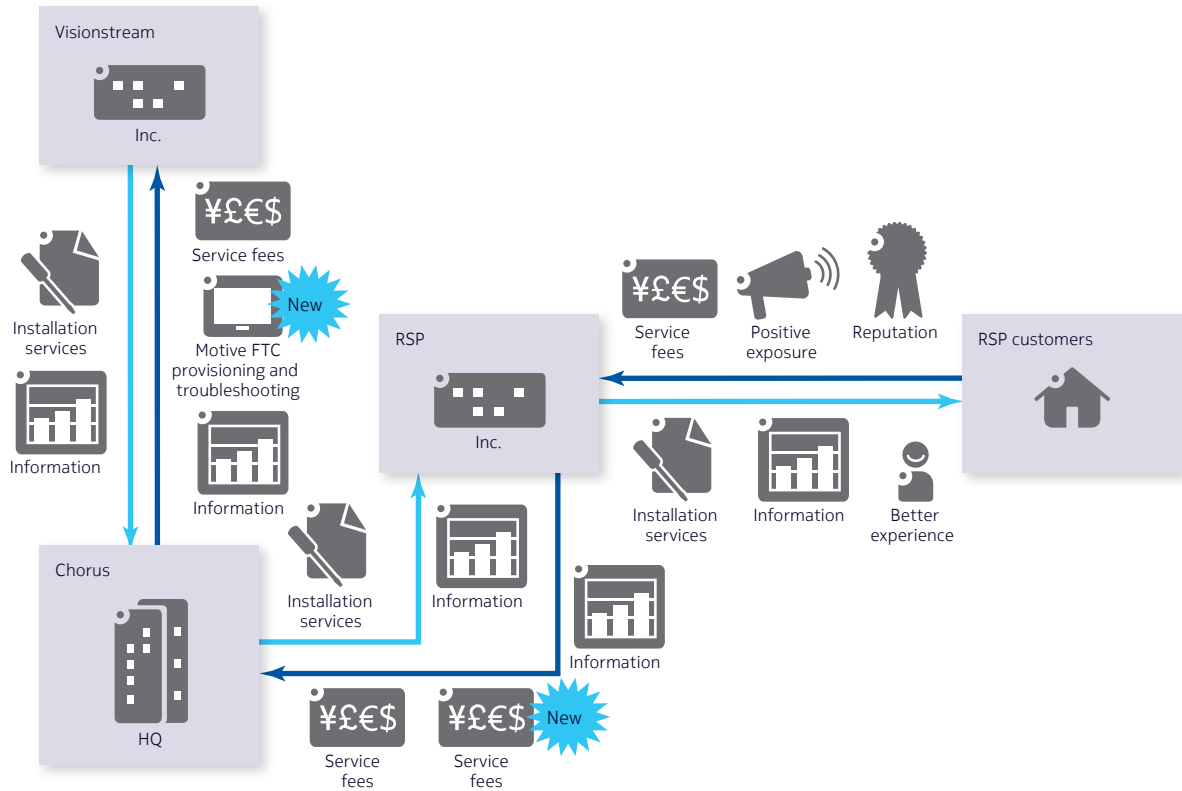 Visionstream
Inc.
¥£€$
Service fees
New
Motive FTC
provisioning and
troubleshooting
Information
Installation
services
Information
Chorus
HQ
Installation
services
Information
RSP
Inc.
Information
¥£€$
Service
fees
¥£€$
Service
fees
New
¥£€$
Service
fees
Positive
exposure
Reputation
RSP customers
Installation
services
Information
Better
experience